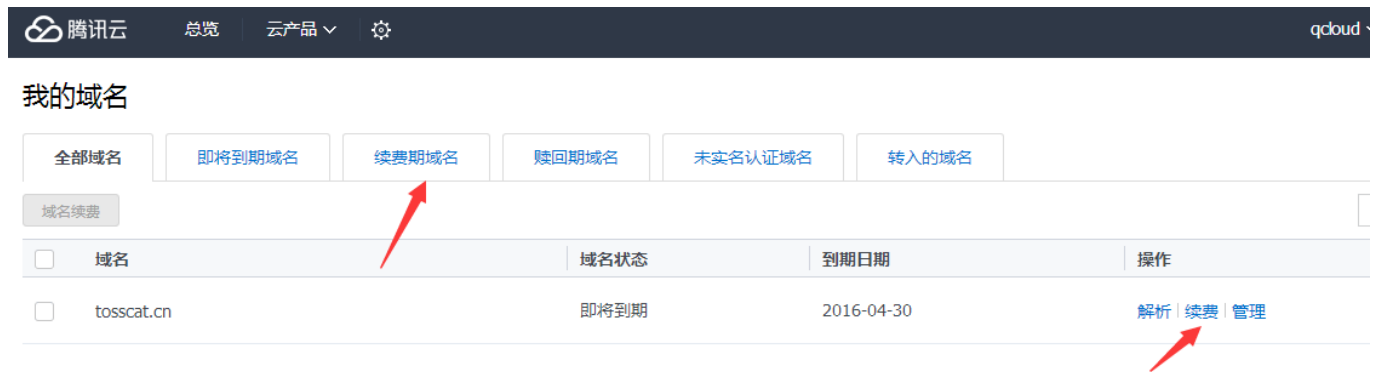 腾讯云 总览 云产品 qcloud
我的域名
全部域名 即将到期域名 续费期域名 赎回期域名 未实名认证域名 转入的域名
域名续费
域名 域名状态 到期日期 操作
tosscat.cn 即将到期 2016-04-30 解析 续费 管理